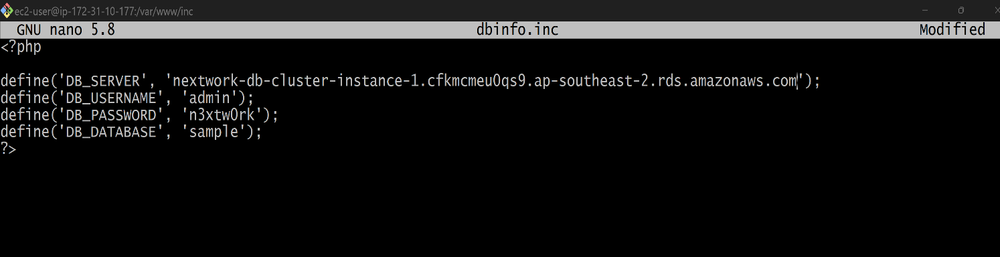 ec2-user@ip-172-31-10-177:/var/www/inc
GNU nano 5.8 dbinfo.inc Modified
<?php
define('DB_SERVER', 'nextwork-db-cluster-instance-1.cfkmcmeu0qs9.ap-southeast-2.rds.amazonaws.com');
define('DB_USERNAME', 'admin');
define('DB_PASSWORD', 'n3xtw0rk');
define('DB_DATABASE', 'sample');
?>